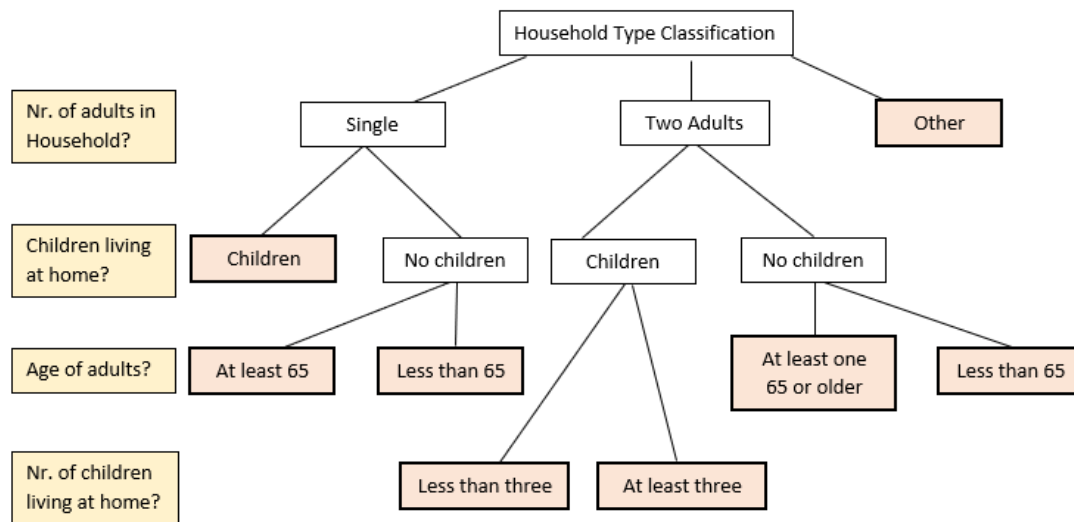 Household Type Classification
Nr. of adults in
Household?
Single
Two Adults
Other
Children living
at home?
Children
No children
Children
No children
Age of adults?
At least 65
Less than 65
At least one
65 or older
Less than 65
Nr. of children
living at home?
Less than three
At least three